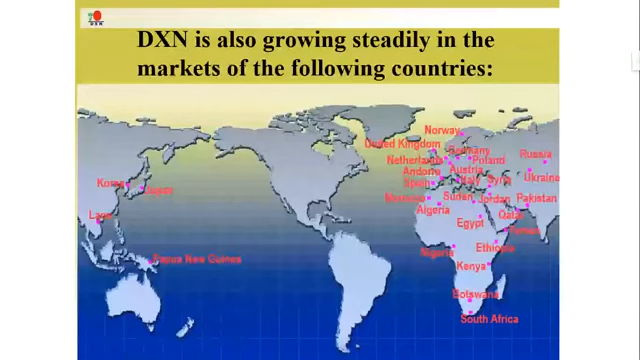 DXN
DXN is also growing steadily in the
markets of the following countries:
Norway
United Kingdom
Germany
Russia
Netherlands
Poland
Andorra
Austria
Ukraine
Spain
Italy
Syria
Korea
Japan
Sudan
Jordan
Pakistan
Algeria
Qatar
Laos
Egypt
Yemen
Nigeria
Ethiopia
Papua New Guinea
Kenya
Botswana
South Africa